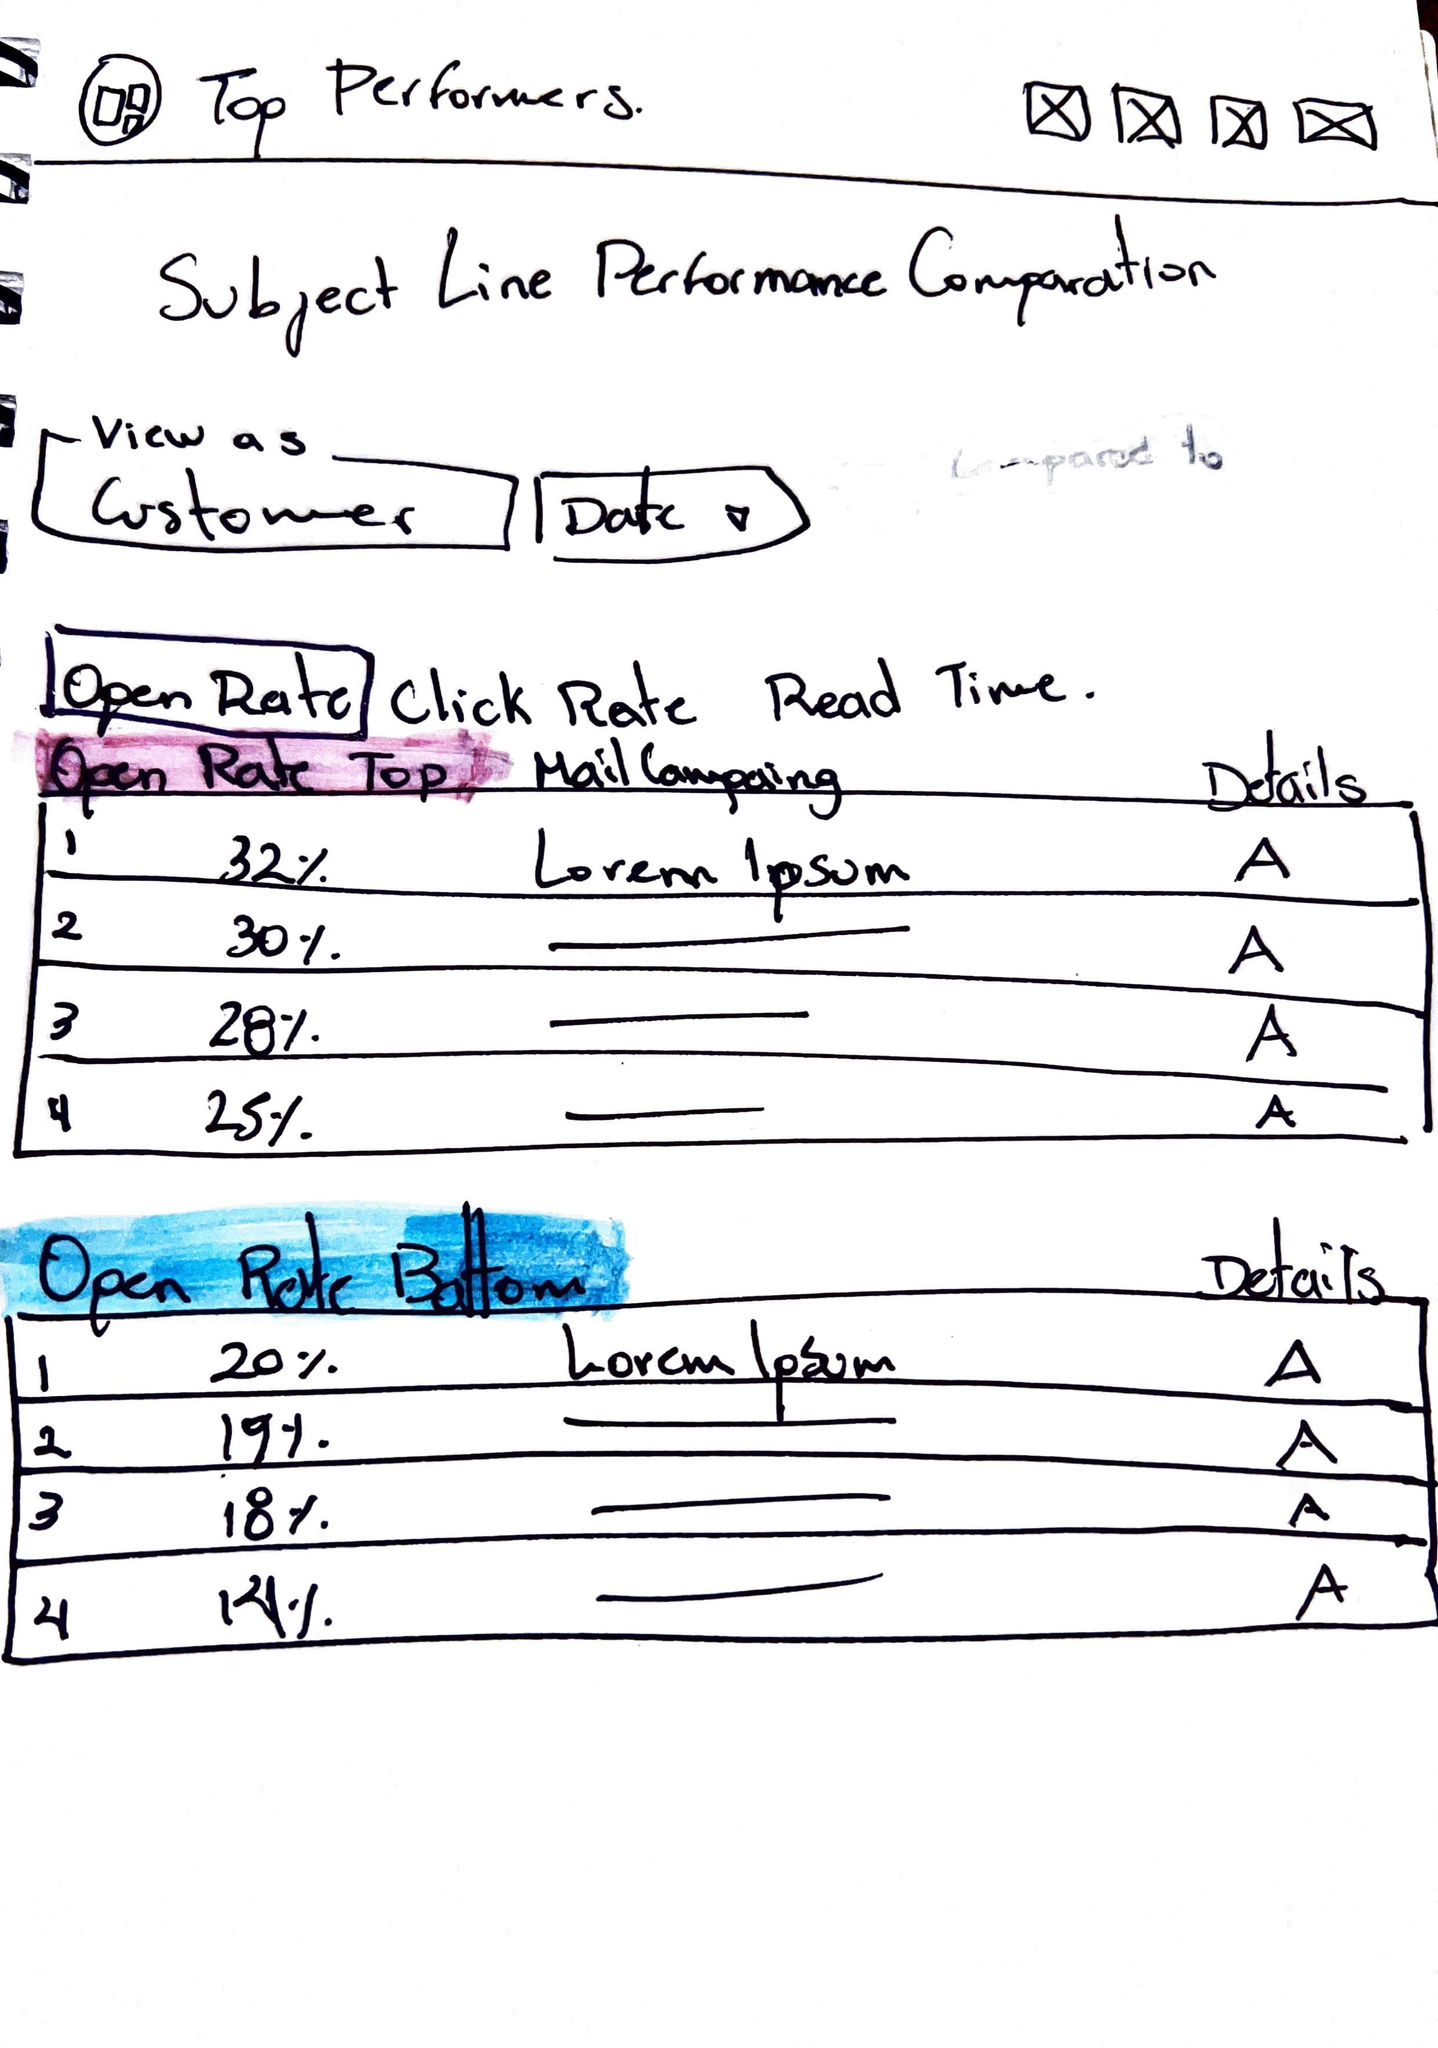 Top Performers.
Subject Line Performance Comparation
View as
Customer
Date
Compared to
Open Rate Click Rate Read Time.
Open Rate Top Mail Compaing Details
1 32% Lorem Ipsum A
2 30% A
3 28% A
4 25% A
Open Rate Bottom Details
1 20% Lorem Ipsum A
2 19% A
3 18% A
4 14% A